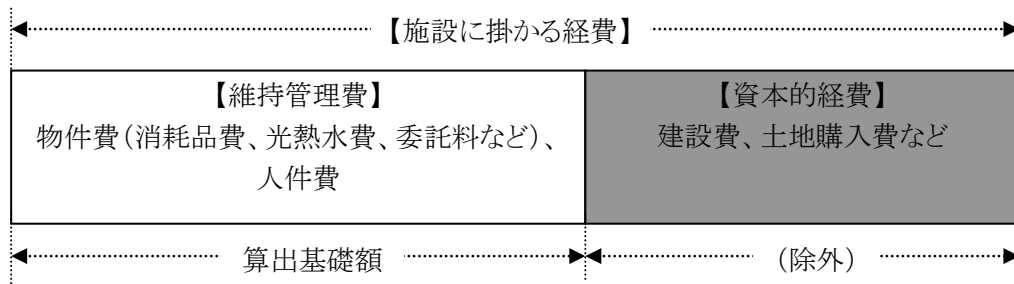 【施設に掛かる経費】
【維持管理費】
物件費(消耗品費、光熱水費、委託料など)、
人件費
【資本的経費】
建設費、土地購入費など
算出基礎額
(除外)